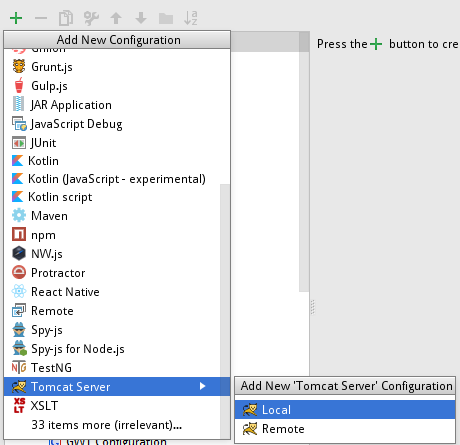 Add New Configuration
Press the + button to cre
Grunt.js
Gulp.js
JAR Application
JavaScript Debug
JUnit
Kotlin
Kotlin (JavaScript - experimental)
Kotlin script
Maven
npm
NW.js
Protractor
React Native
Remote
Spy-js
Spy-js for Node.js
TestNG
Tomcat Server
XSLT
33 items more (irrelevant)...
Add New 'Tomcat Server' Configuration
Local
Remote
GWT Configuration